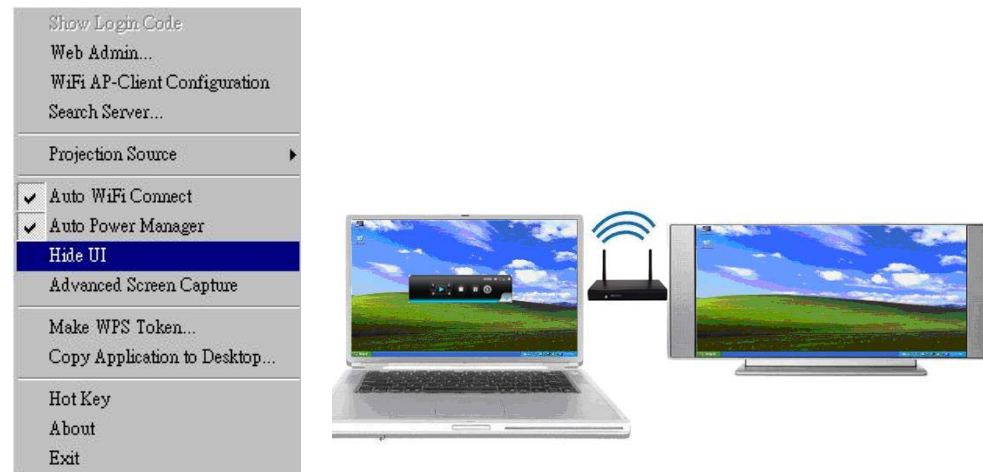 Show Login Code
Web Admin...
WiFi AP-Client Configuration
Search Server...
Projection Source
Auto WiFi Connect
Auto Power Manager
Hide UI
Advanced Screen Capture
Make WPS Token...
Copy Application to Desktop...
Hot Key
About
Exit